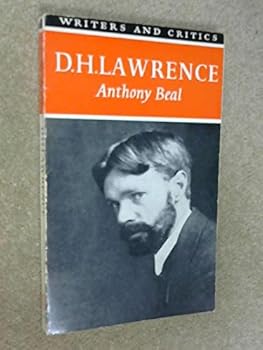 WRITERS AND CRITICS
D.H.LAWRENCE
Anthony Beal